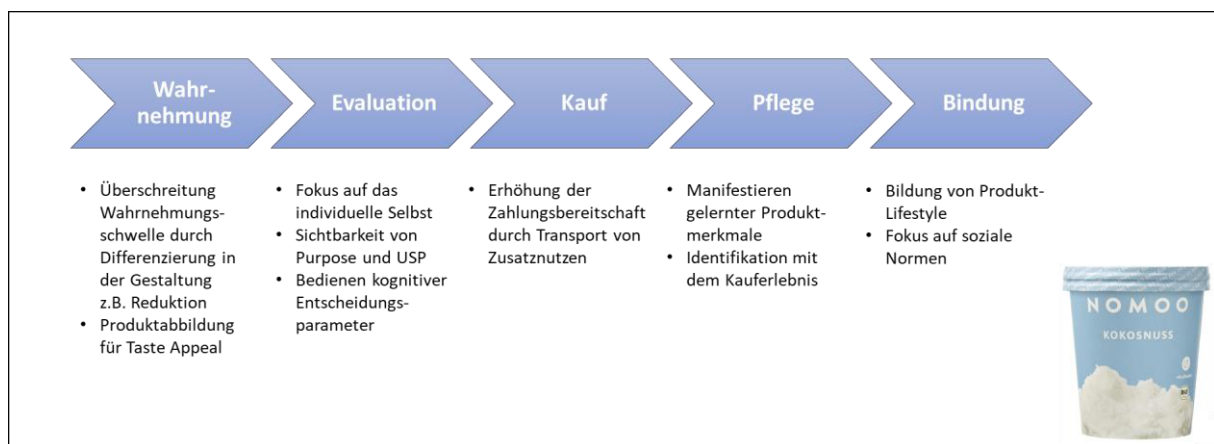 Wahr-
nehmung
Evaluation
Kauf
Pflege
Bindung
• Überschreitung
Wahrnehmungs-
schwelle durch
Differenzierung in
der Gestaltung
z.B. Reduktion
• Produktabbildung
für Taste Appeal
• Fokus auf das
individuelle Selbst
• Sichtbarkeit von
Purpose und USP
• Bedienen kognitiver
Entscheidungs-
parameter
• Erhöhung der
Zahlungsbereitschaft
durch Transport von
Zusatznutzen
• Manifestieren
gelernter Produkt-
merkmale
• Identifikation mit
dem Kauferlebnis
• Bildung von Produkt-
Lifestyle
• Fokus auf soziale
Normen
NOMOO
KOKOSNUSS